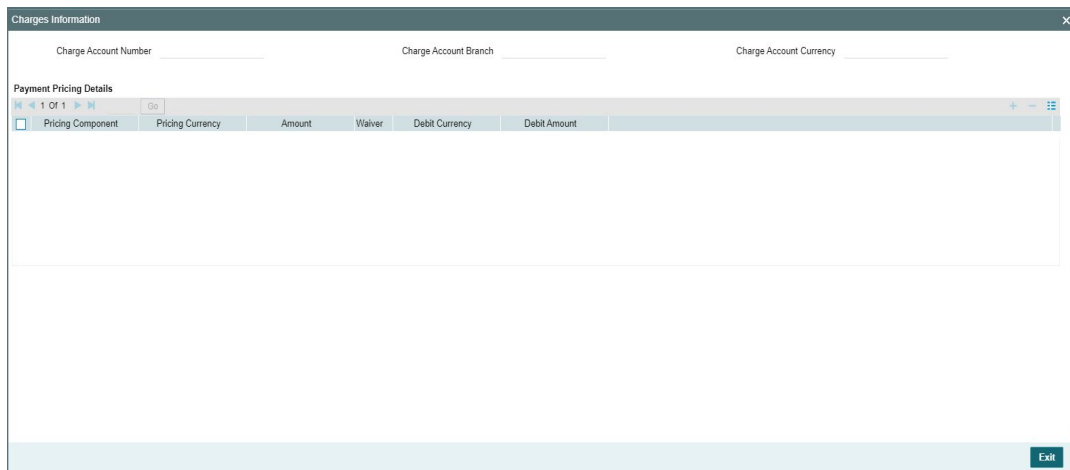 Charges Information
Charge Account Number Charge Account Branch Charge Account Currency
Payment Pricing Details
1 Of 1 Go
Pricing Component Pricing Currency Amount Waiver Debit Currency Debit Amount
Exit